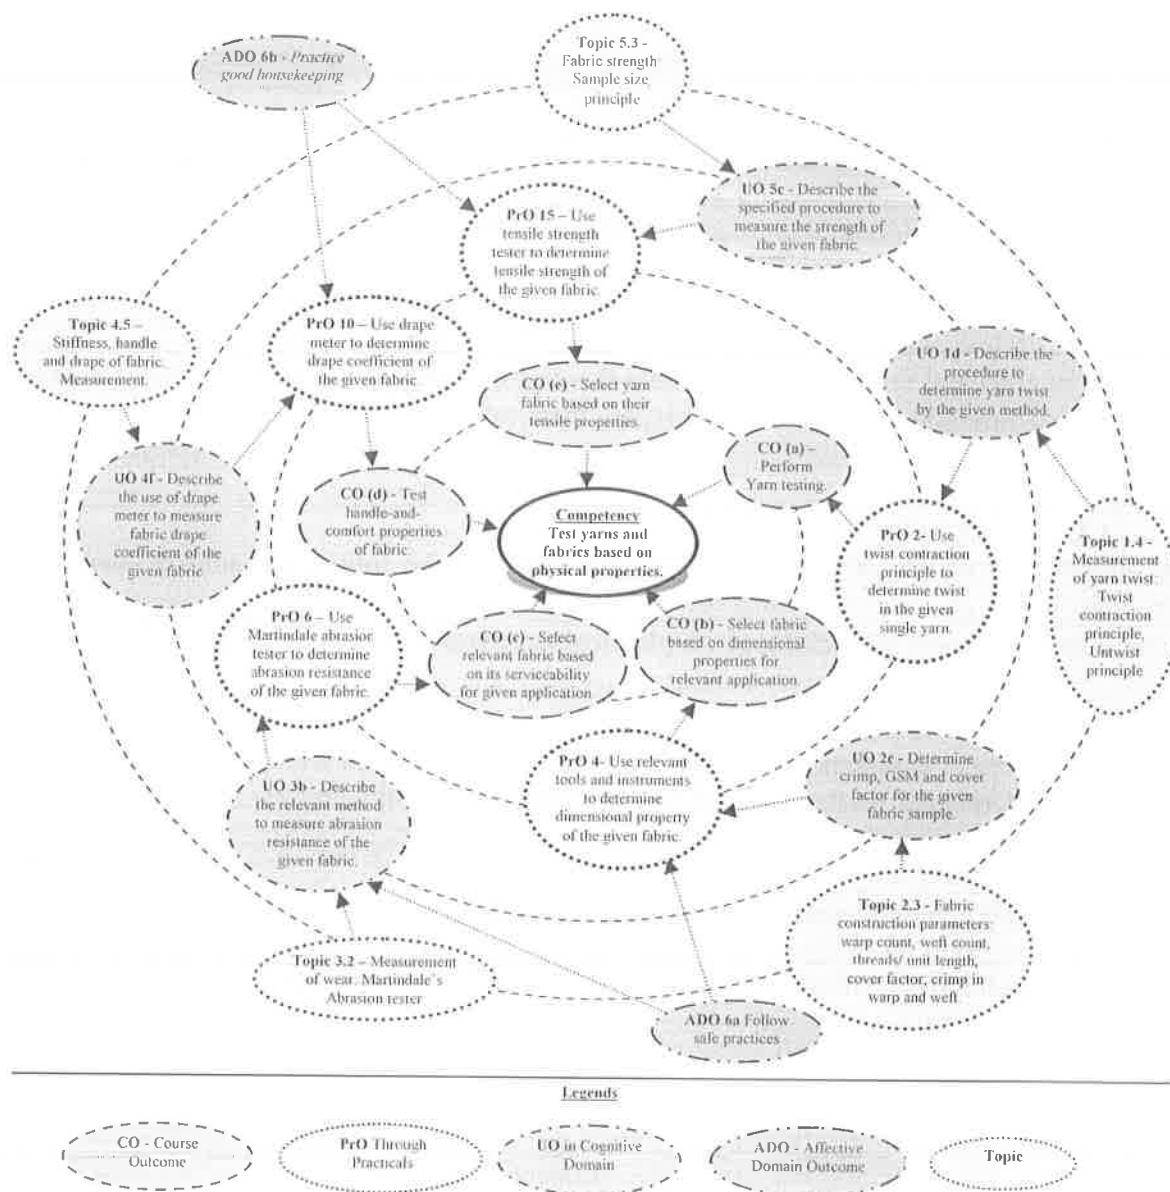 ADO 6b - Practice
good housekeeping
Topic 5.3 -
Fabric strength
Sample size,
principle
UO 5c - Describe the
specified procedure to
measure the strength of
the given fabric.
PrO 15 – Use
tensile strength
tester to determine
tensile strength of
the given fabric.
Topic 4.5 –
Stiffness, handle
and drape of fabric.
Measurement.
PrO 10 – Use drape
meter to determine
drape coefficient of
the given fabric.
UO 1d - Describe the
procedure to
determine yarn twist
by the given method.
CO (e) - Select yarn
fabric based on their
tensile properties.
CO (a) –
Perform
Yarn testing.
UO 4f - Describe
the use of drape
meter to measure
fabric drape
coefficient of the
given fabric
CO (d) - Test
handle-and-
comfort properties
of fabric.
Competency
Test yarns and
fabrics based on
physical properties.
PrO 2- Use
twist contraction
principle to
determine twist
in the given
single yarn.
Topic 1.4 –
Measurement
of yarn twist:
Twist
contraction
principle,
Untwist
principle
PrO 6 – Use
Martindale abrasior
tester to determine
abrasion resistance
of the given fabric.
CO (c) - Select
relevant fabric based
on its serviceability
for given application
CO (b) - Select fabric
based on dimensional
properties for
relevant application.
PrO 4- Use relevant
tools and instruments
to determine
dimensional property
of the given fabric.
UO 2c - Determine
crimp, GSM and cover
factor for the given
fabric sample.
UO 3b - Describe
the relevant method
to measure abrasion
resistance of the
given fabric.
Topic 2.3 - Fabric
construction parameters:
warp count, weft count,
threads/ unit length,
cover factor, crimp in
warp and weft
Topic 3.2 – Measurement
of wear. Martindale's
Abrasion tester
ADO 6a Follow
safe practices
Legends
CO - Course
Outcome
PrO Through
Practicals
UO in Cognitive
Domain
ADO - Affective
Domain Outcome
Topic